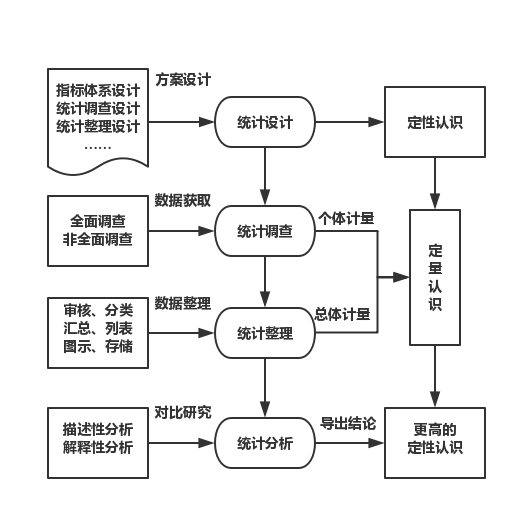 方案设计
指标体系设计
统计调查设计
统计整理设计
……
统计设计
定性认识
数据获取
全面调查
非全面调查
统计调查
个体计量
定
量
认
识
数据整理
审核、分类
汇总、列表
图示、存储
统计整理
总体计量
对比研究
描述性分析
解释性分析
统计分析
导出结论
更高的
定性认识